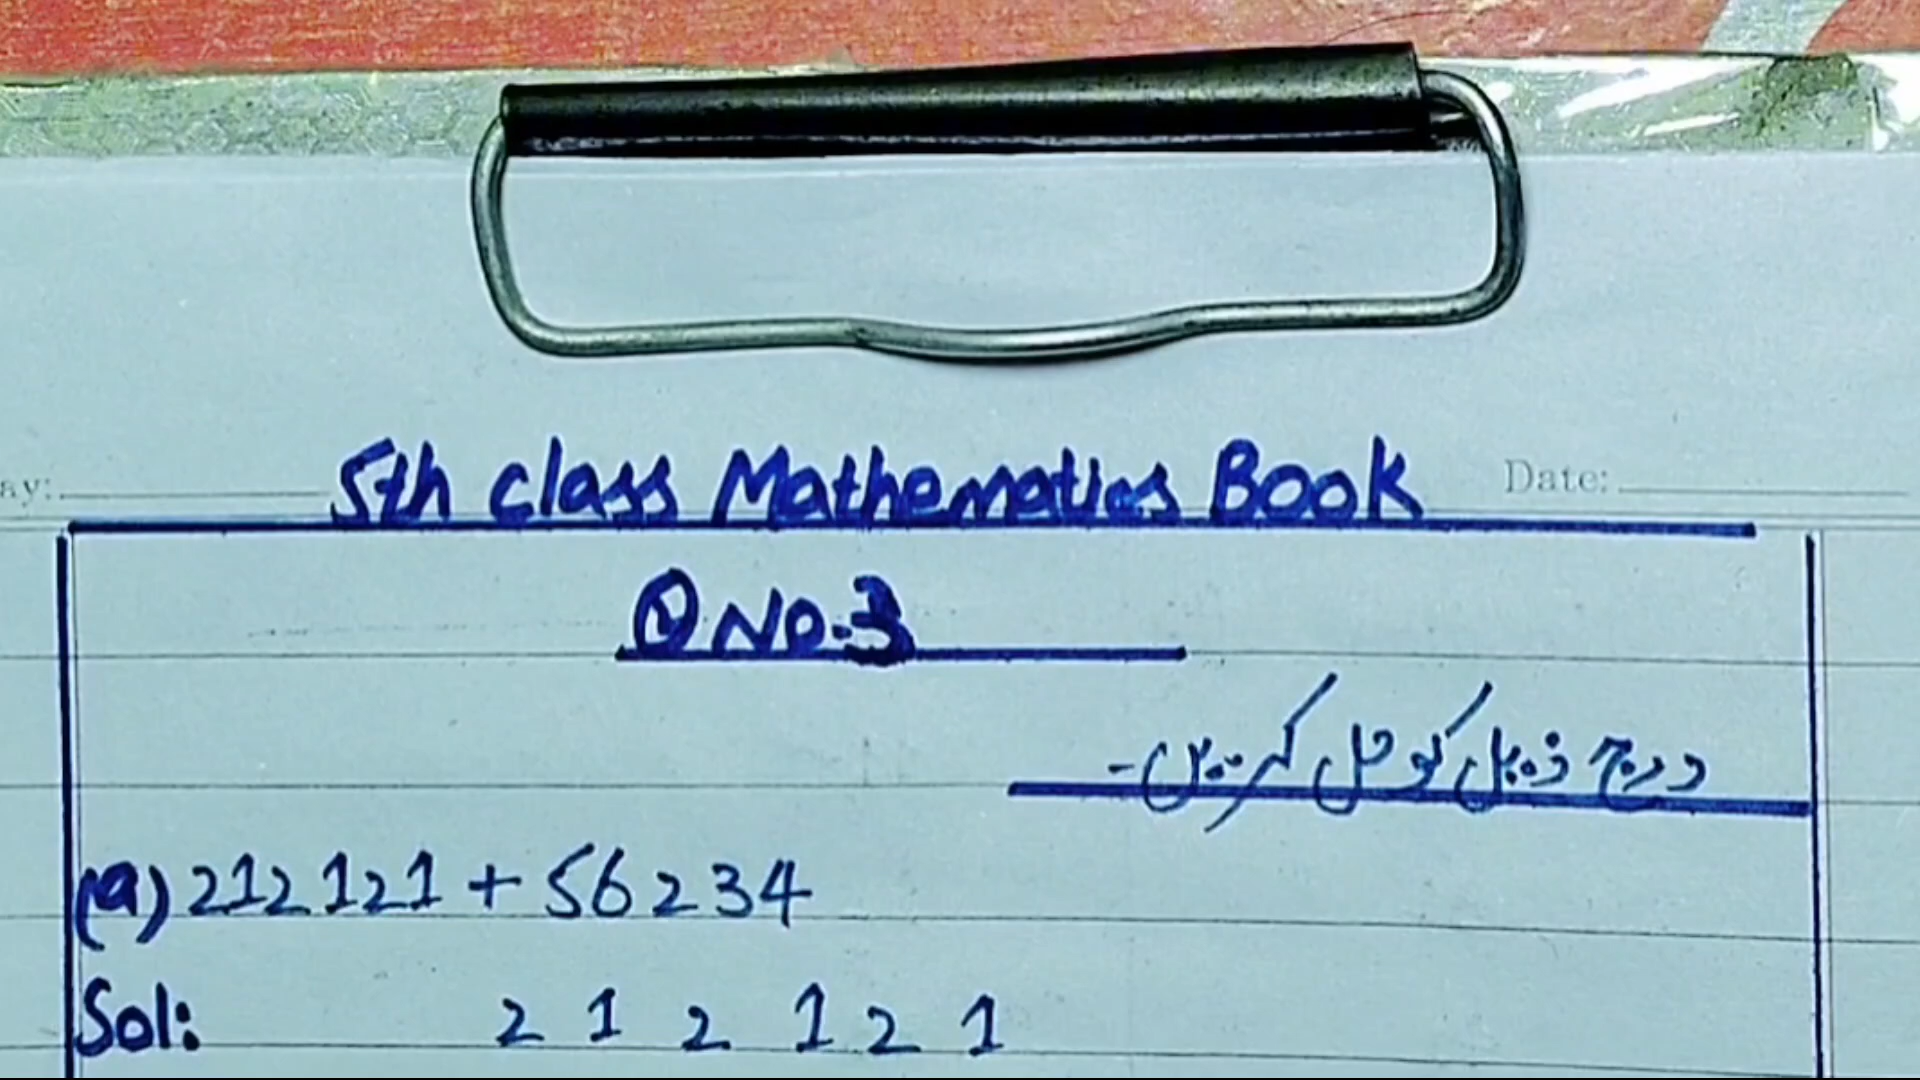 5th class Mathematics Book
ay: Date:
Q No.3
درج ذیل کو حل کریں۔
(a) 212121 + 56234
Sol: 2 1 2 1 2 1